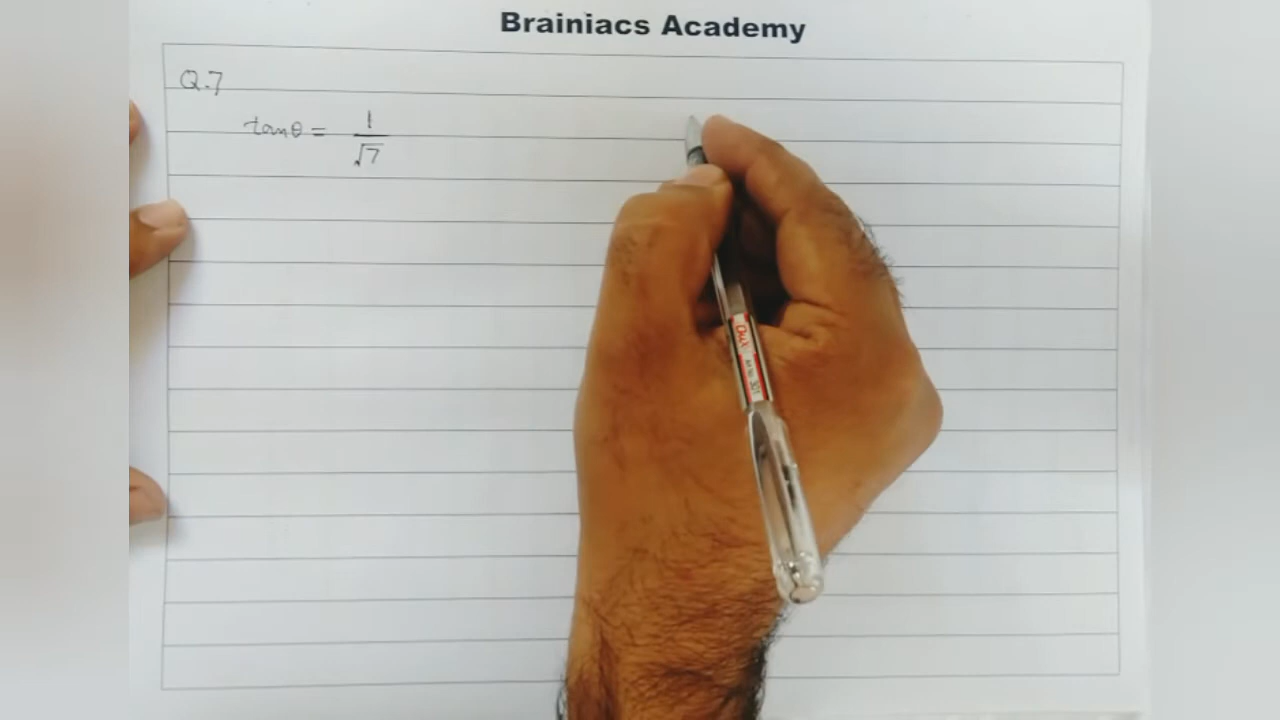 Brainiacs Academy
Q.7
tanθ = 1/√7